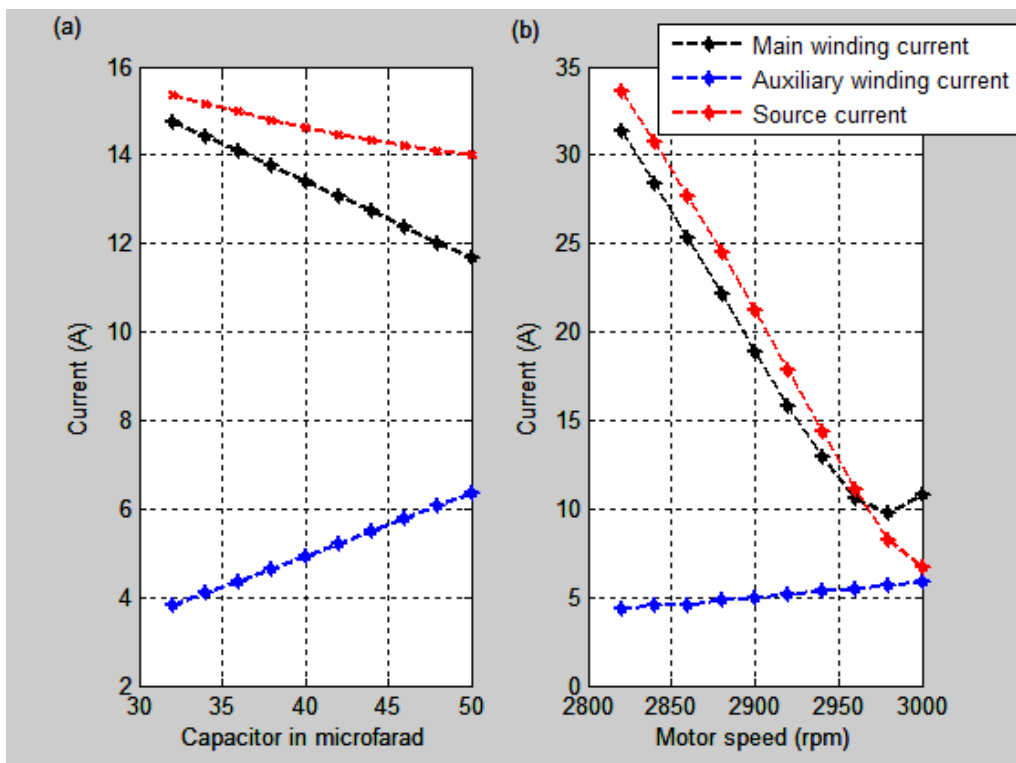 (a)
16
14
12
10
8
6
4
2
30
35
40
45
50
Current (A)
Capacitor in microfarad
(b)
Main winding current
Auxiliary winding current
Source current
35
30
25
20
15
10
5
0
2800
2850
2900
2950
3000
Current (A)
Motor speed (rpm)